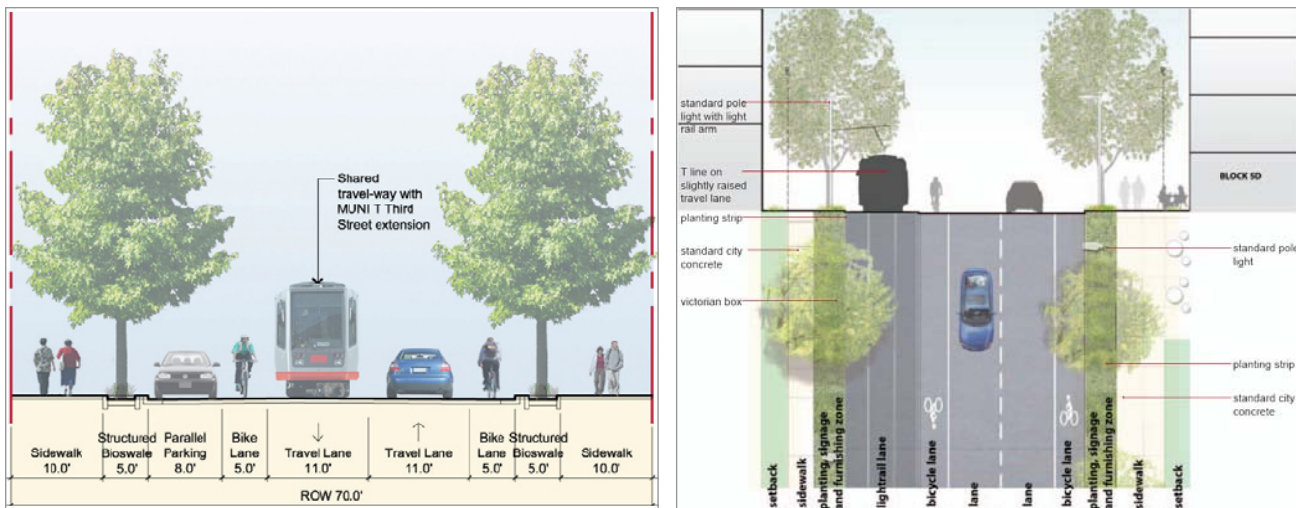 Shared
travel-way with
MUNI T Third
Street extension
Sidewalk
10.0'
Structured
Bioswale
5.0'
Parallel
Parking
8.0'
Bike
Lane
5.0'
Travel Lane
11.0'
Travel Lane
11.0'
Bike
Lane
5.0'
Structured
Bioswale
5.0'
Sidewalk
10.0'
ROW 70.0'
standard pole
light with light
rail arm
T line on
slightly raised
travel lane
planting strip
standard city
concrete
victorian box
BLOCK 5D
standard pole
light
planting strip
standard city
concrete
setback
sidewalk
planting, signage
and furnishing zone
lightrail lane
bicycle lane
lane
lane
bicycle lane
planting, signage
and furnishing zone
sidewalk
setback